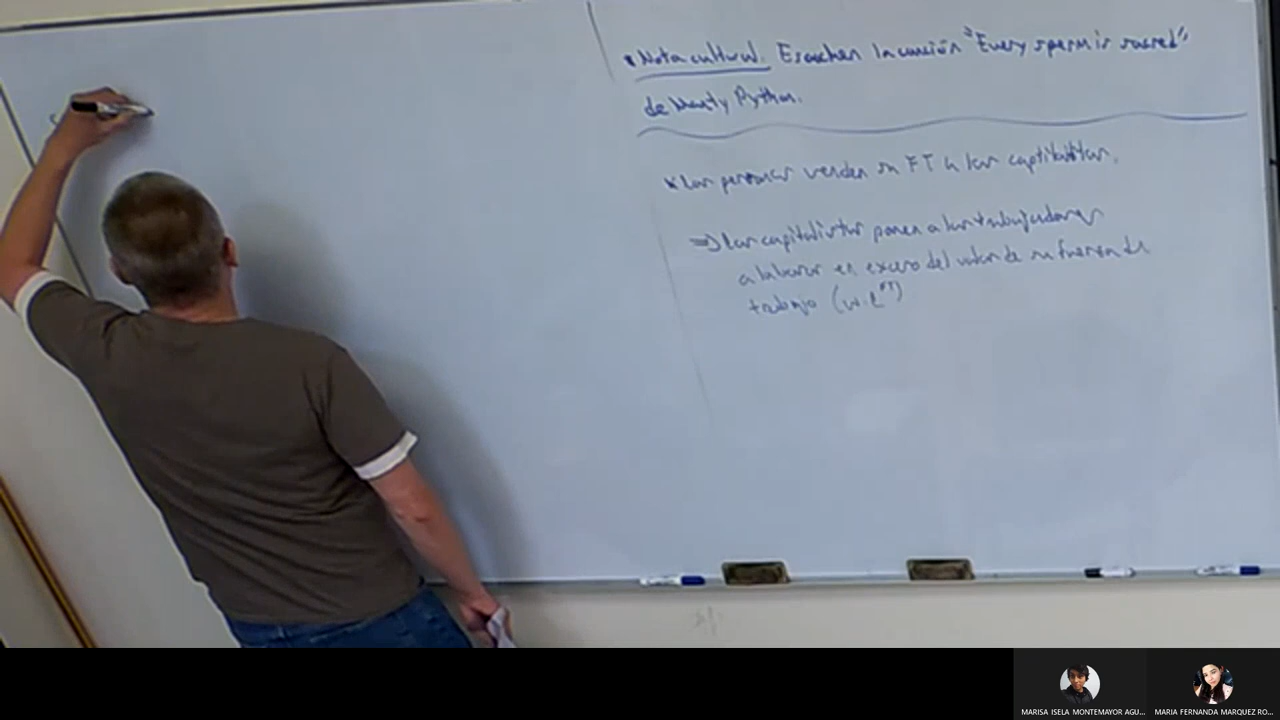 • Nota cultural. Escuchen la canción "Every sperm is sacred"
de Monty Python.
* Las personas venden su FT a los capitalistas.
=> Los capitalistas ponen a los trabajadores
a laborar en exceso del valor de su fuerza de
trabajo (w·l^FT)
MARISA ISELA MONTEMAYOR AGU...
MARIA FERNANDA MARQUEZ RO...